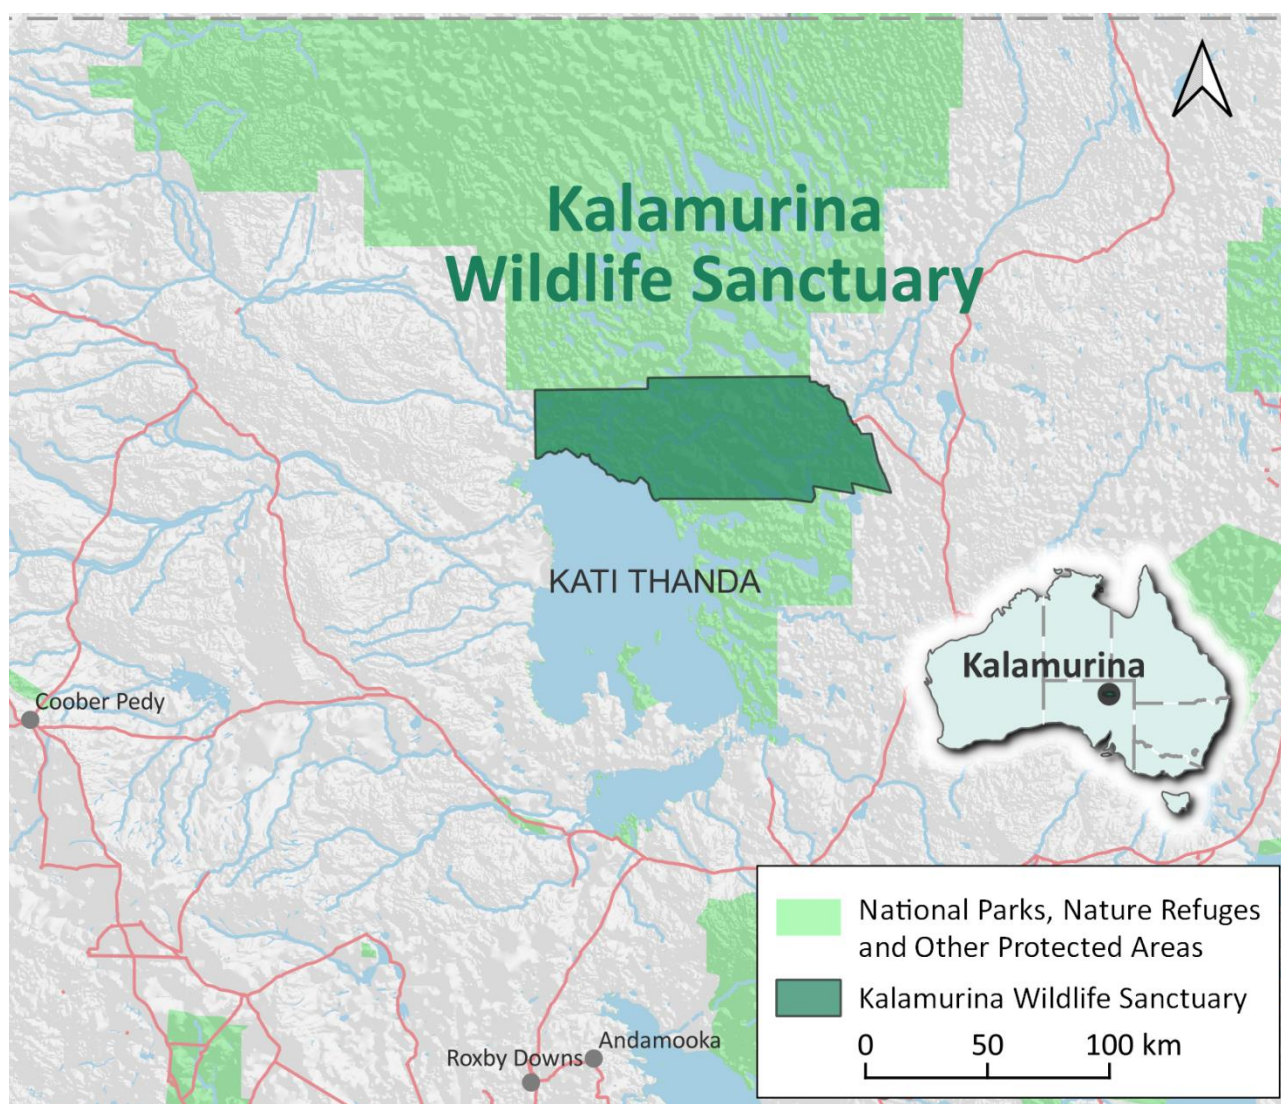 Kalamurina
Wildlife Sanctuary
KATI THANDA
Kalamurina
Coober Pedy
Andamooka
Roxby Downs
National Parks, Nature Refuges
and Other Protected Areas
Kalamurina Wildlife Sanctuary
0 50 100 km